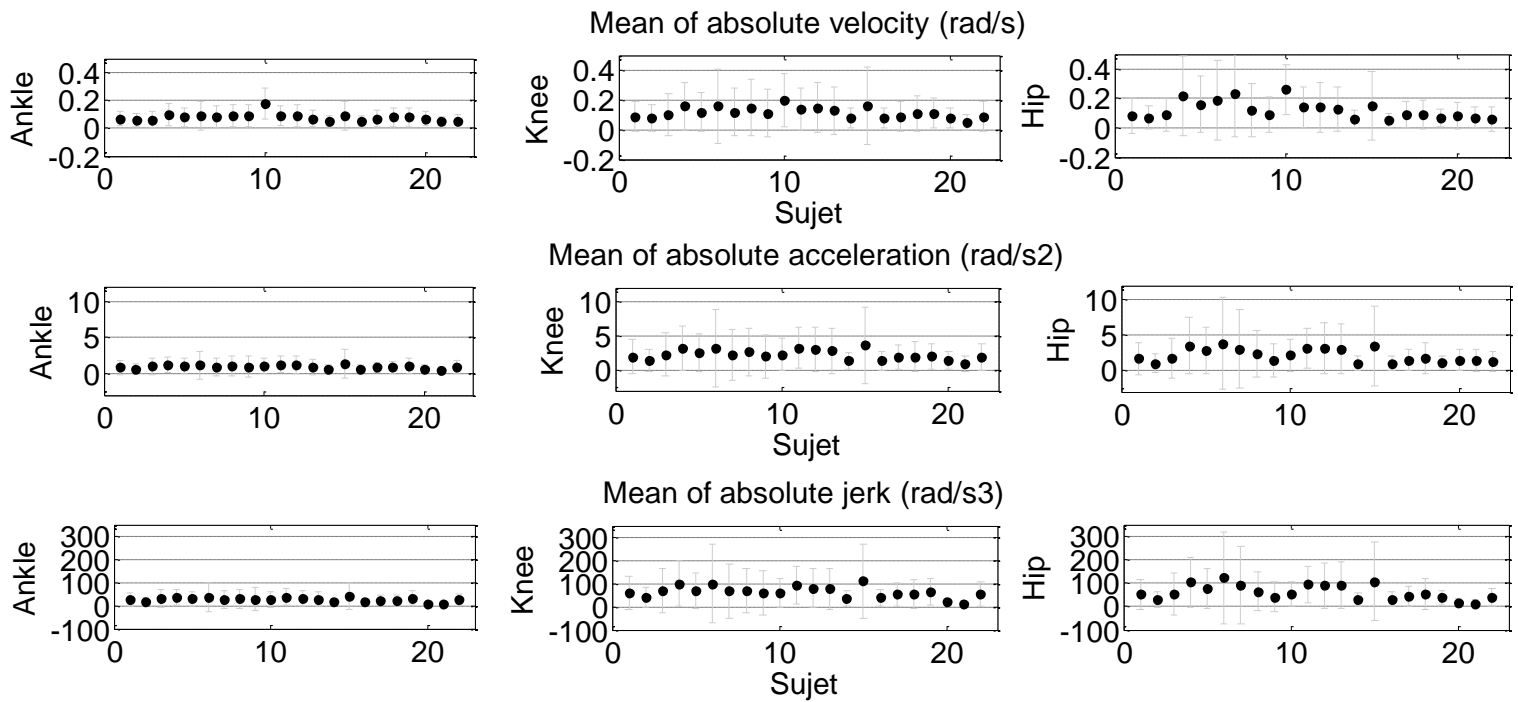 Mean of absolute velocity (rad/s)
Ankle
0.4
0.2
0
-0.2
0 10 20
Knee
0.4
0.2
0
-0.2
0 10 20
Sujet
Hip
0.4
0.2
0
-0.2
0 10 20
Mean of absolute acceleration (rad/s2)
Ankle
10
5
0
0 10 20
Knee
10
5
0
0 10 20
Sujet
Hip
10
5
0
0 10 20
Mean of absolute jerk (rad/s3)
Ankle
300
200
100
0
-100
0 10 20
Knee
300
200
100
0
-100
0 10 20
Sujet
Hip
300
200
100
0
-100
0 10 20